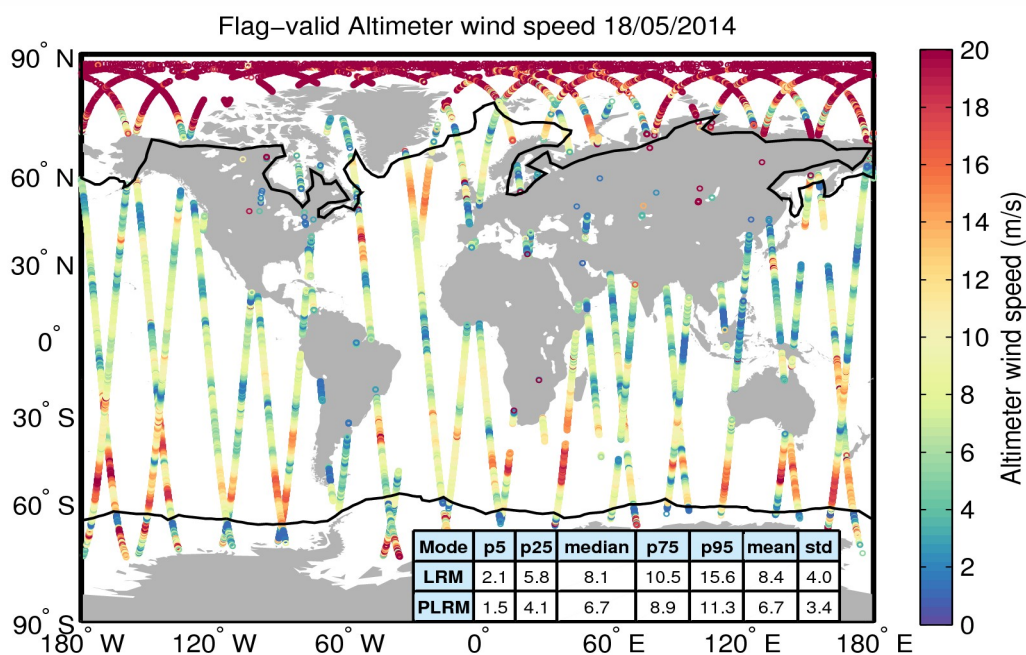 Flag−valid Altimeter wind speed 18/05/2014
90° N
60° N
30° N
0°
30° S
60° S
90° S
180° W 120° W 60° W 0° 60° E 120° E 180° E
Mode p5 p25 median p75 p95 mean std
LRM 2.1 5.8 8.1 10.5 15.6 8.4 4.0
PLRM 1.5 4.1 6.7 8.9 11.3 6.7 3.4
20
18
16
14
12
10
8
6
4
2
0
Altimeter wind speed (m/s)